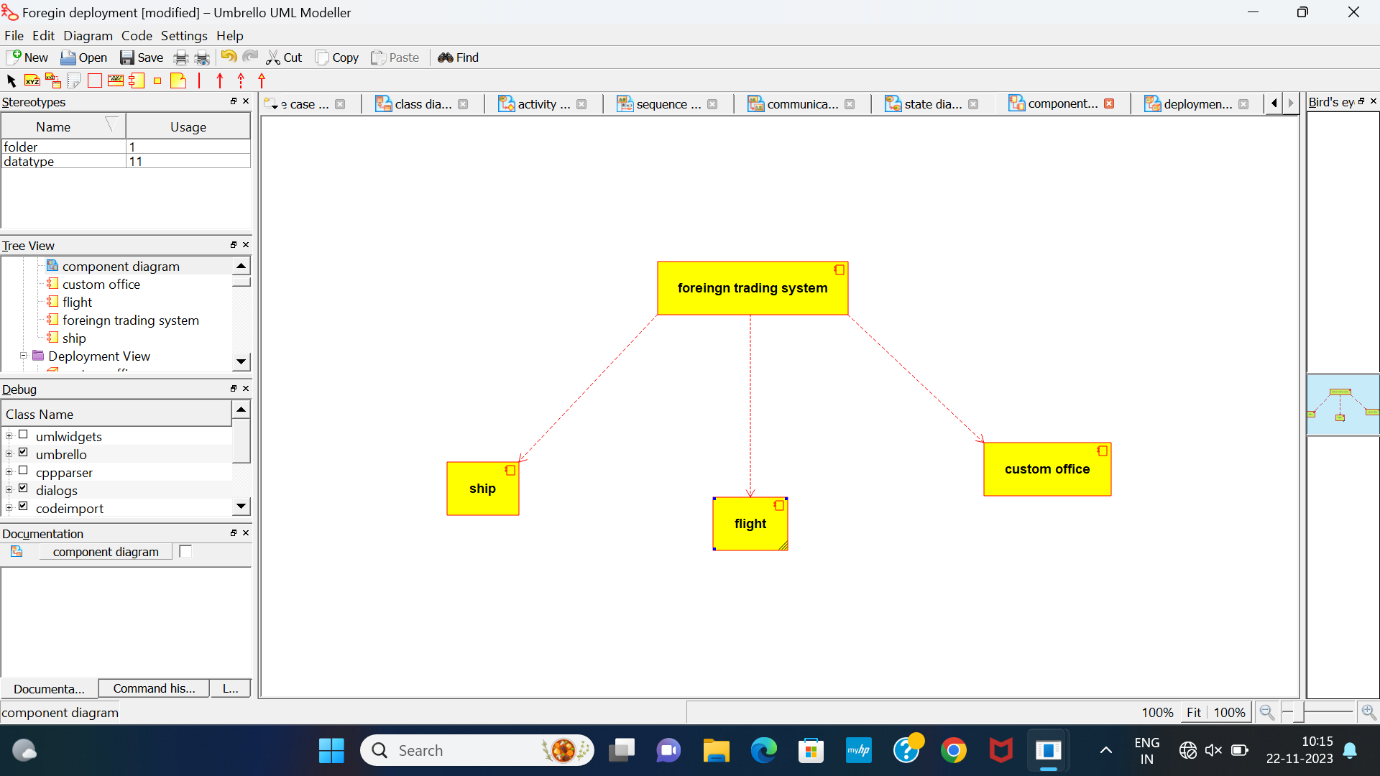 Foregin deployment [modified] – Umbrello UML Modeller
File Edit Diagram Code Settings Help
New Open Save Cut Copy Paste Find
Stereotypes
Name Usage
folder 1
datatype 11
Tree View
component diagram
custom office
flight
foreingn trading system
ship
Deployment View
Debug
Class Name
umlwidgets
umbrello
cppparser
dialogs
codeimport
Documentation
component diagram
Documenta... Command his... L...
component diagram
e case ... class dia... activity ... sequence ... communica... state dia... component... deploymen...
Bird's ey
foreingn trading system
ship
flight
custom office
100% Fit 100%
Search
myhp
ENG
IN
10:15
22-11-2023